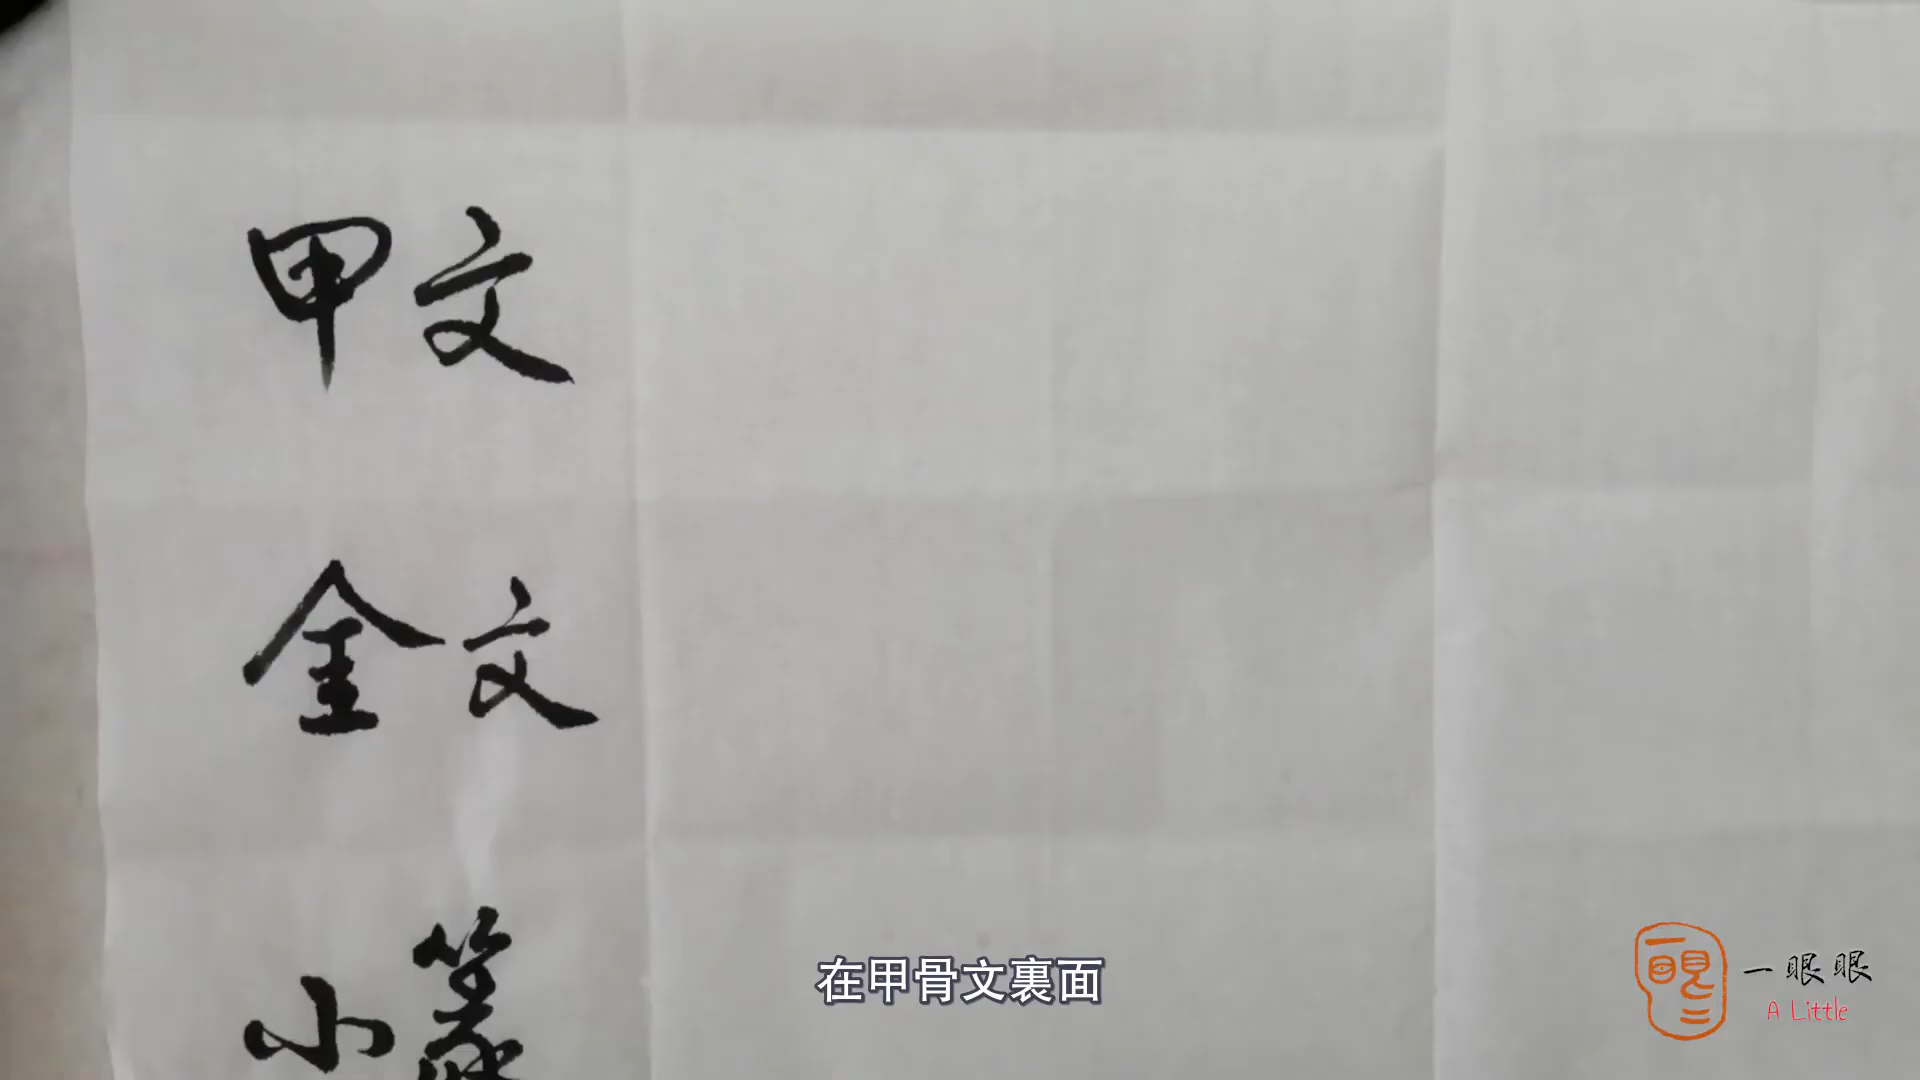 甲文
金文
小篆
在甲骨文裏面
一眼眼
A Little